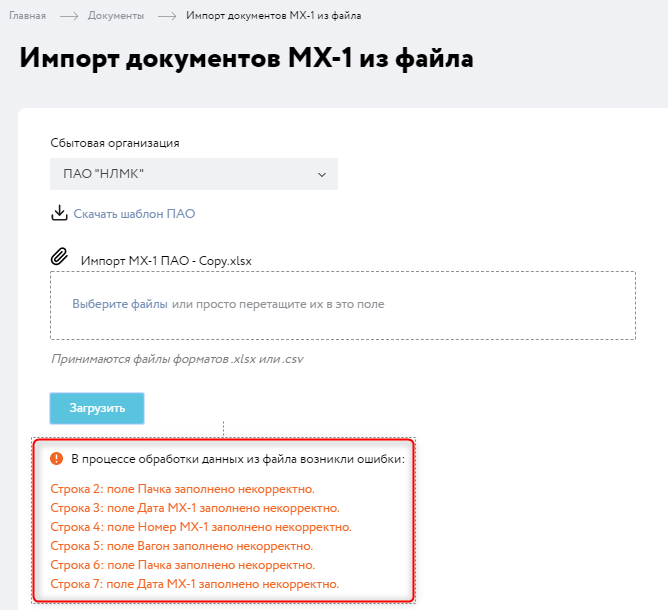 Главная → Документы → Импорт документов МХ-1 из файла
Импорт документов МХ-1 из файла
Сбытовая организация
ПАО "НЛМК"
Скачать шаблон ПАО
Импорт МХ-1 ПАО - Copy.xlsx
Выберите файлы или просто перетащите их в это поле
Принимаются файлы форматов .xlsx или .csv
Загрузить
В процессе обработки данных из файла возникли ошибки:
Строка 2: поле Пачка заполнено некорректно.
Строка 3: поле Дата МХ-1 заполнено некорректно.
Строка 4: поле Номер МХ-1 заполнено некорректно.
Строка 5: поле Вагон заполнено некорректно.
Строка 6: поле Пачка заполнено некорректно.
Строка 7: поле Дата МХ-1 заполнено некорректно.